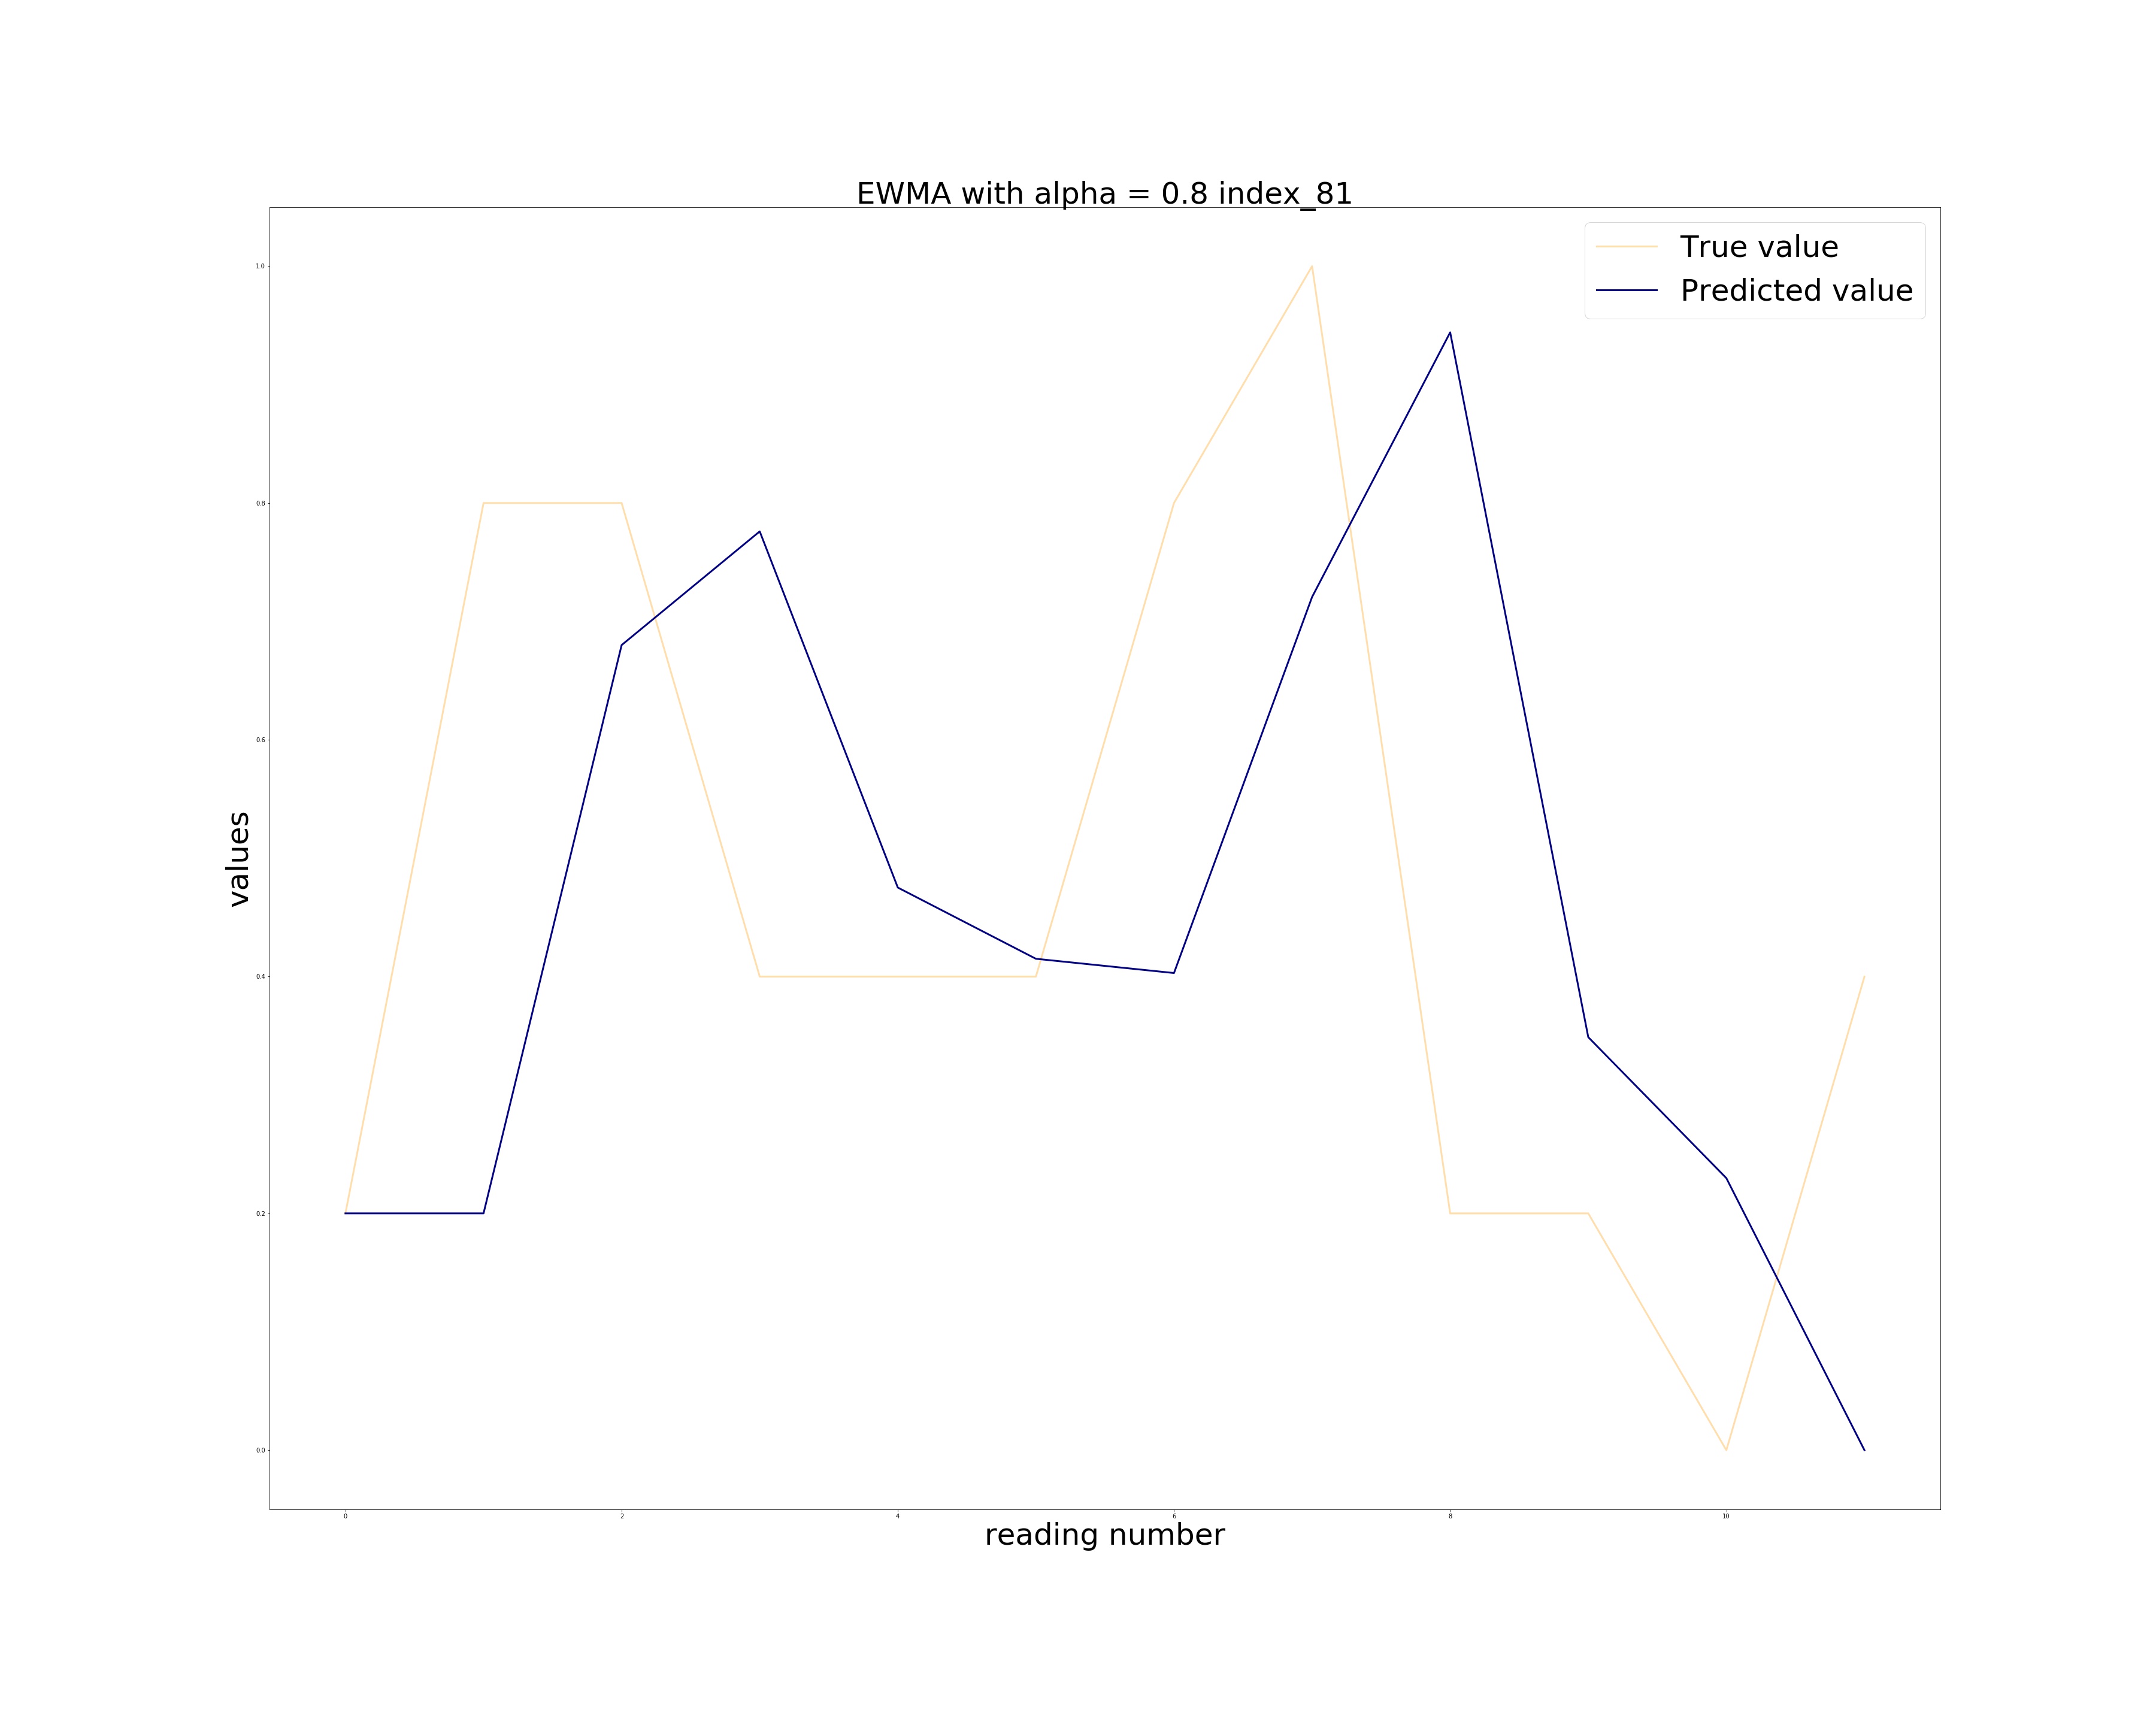 EWMA with alpha = 0.8 index_81
True value
Predicted value
1.0
0.8
0.6
0.4
0.2
0.0
values
0 2 4 6 8 10
reading number